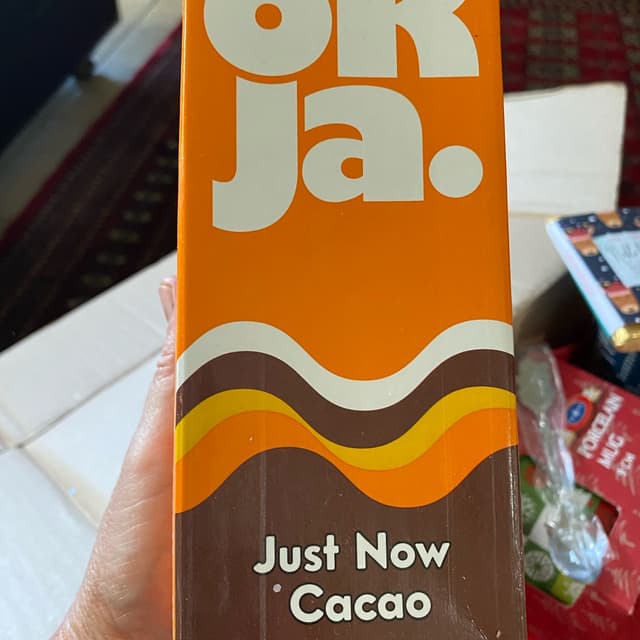 OK
Ja.
Just Now
Cacao
PORCELAIN
MUG